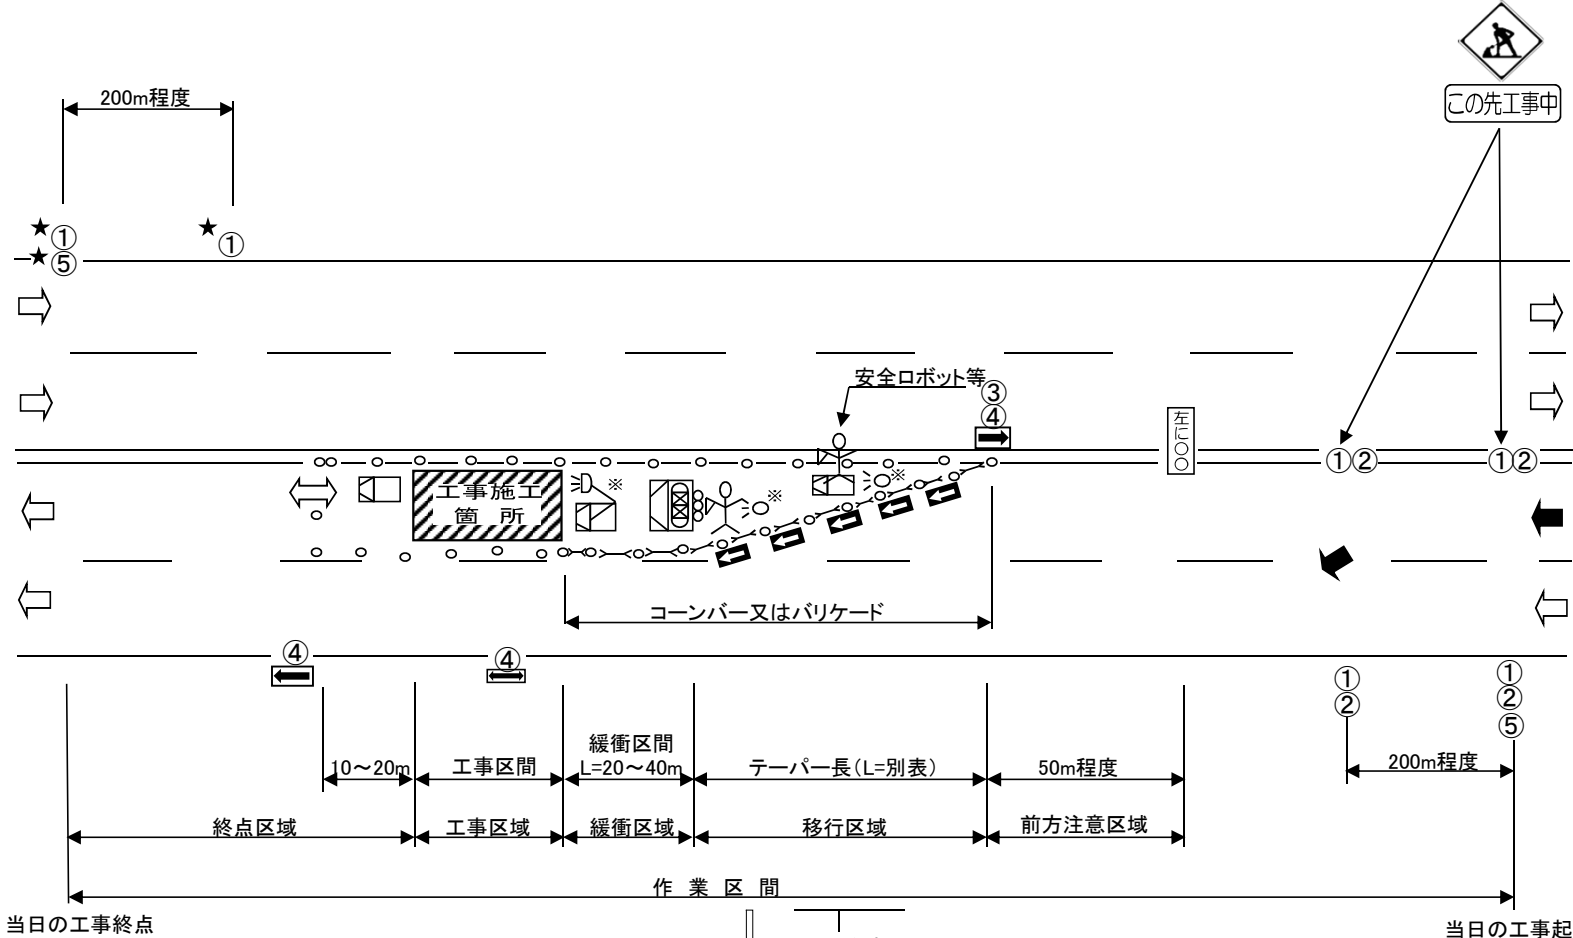 この先工事中
200m程度
★①
★①
★⑤
安全ロボット等
③
④
左に〇〇
①②
①②
工事施工
箇 所
※
※
※
コーンバー又はバリケード
④
④
①
②
①
②
⑤
緩衝区間
10～20m
工事区間
L=20～40m
テーパー長(L=別表)
50m程度
200m程度
終点区域
工事区域
緩衝区域
移行区域
前方注意区域
作 業 区 間
当日の工事終点
当日の工事起